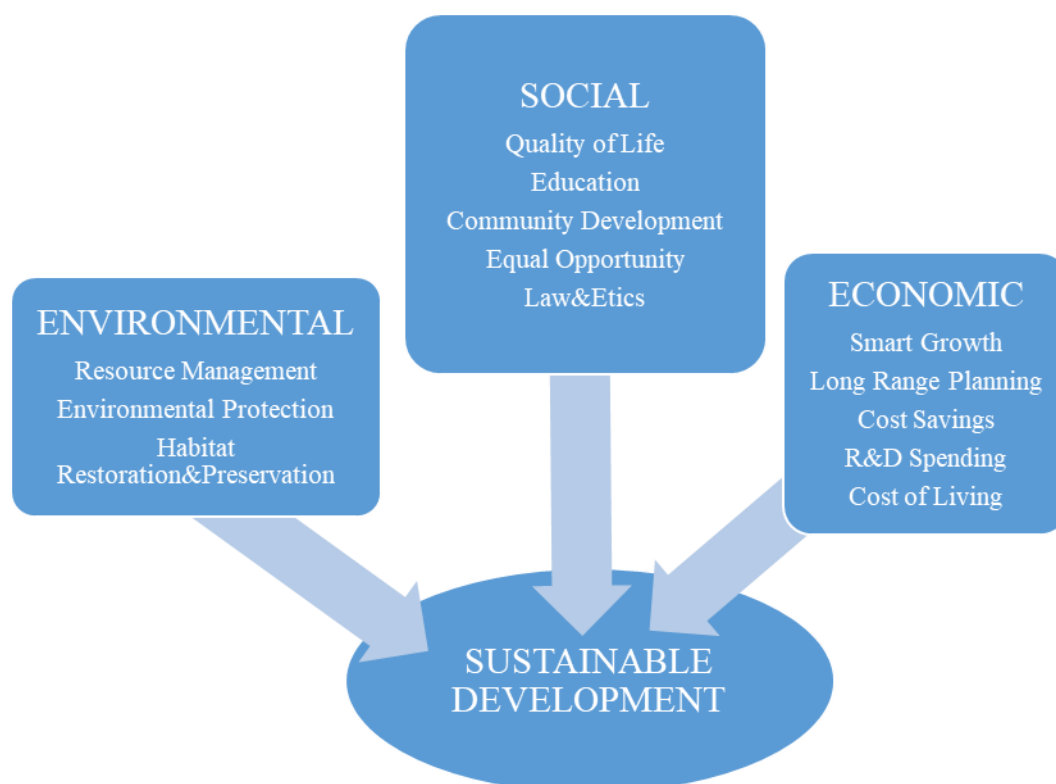 SOCIAL
Quality of Life
Education
Community Development
Equal Opportunity
Law&Etics
ENVIRONMENTAL
Resource Management
Environmental Protection
Habitat
Restoration&Preservation
ECONOMIC
Smart Growth
Long Range Planning
Cost Savings
R&D Spending
Cost of Living
SUSTAINABLE
DEVELOPMENT